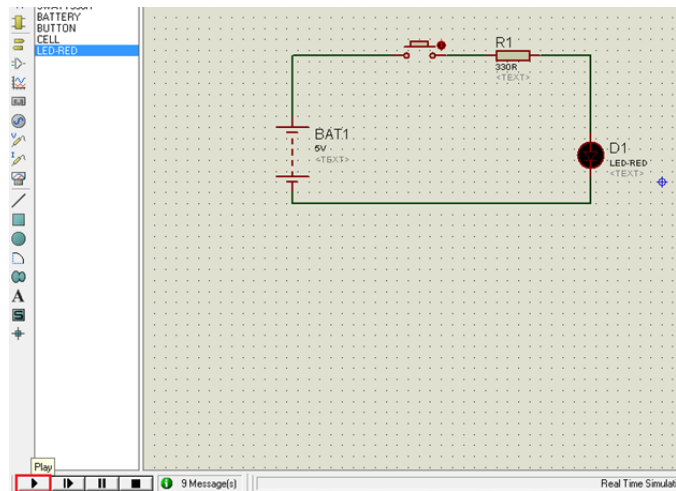 BATTERY
BUTTON
CELL
LED-RED
R1
330R
<TEXT>
BAT1
5V
<TEXT>
D1
LED-RED
<TEXT>
A
S
Play
9 Message(s)
Real Time Simulati